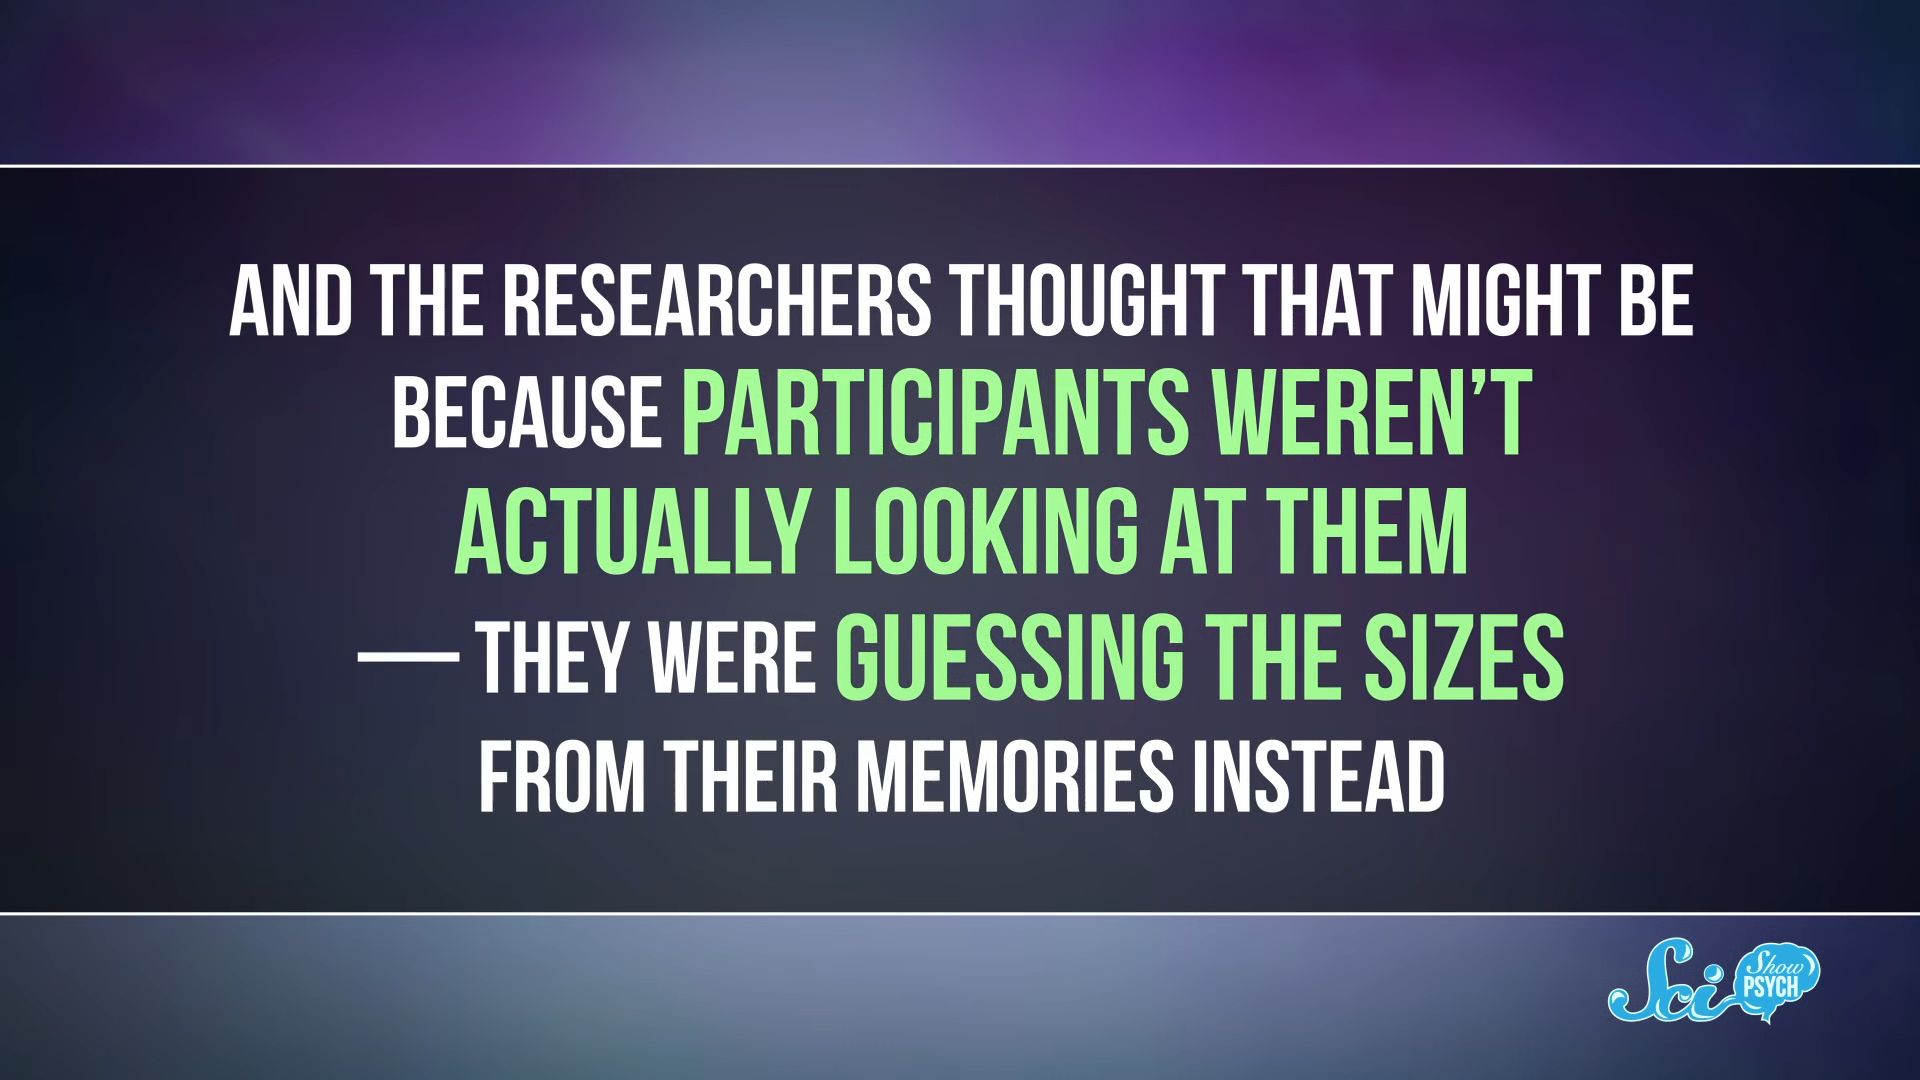 AND THE RESEARCHERS THOUGHT THAT MIGHT BE
BECAUSE PARTICIPANTS WEREN’T
ACTUALLY LOOKING AT THEM
— THEY WERE GUESSING THE SIZES
FROM THEIR MEMORIES INSTEAD
Sci Show
PSYCH